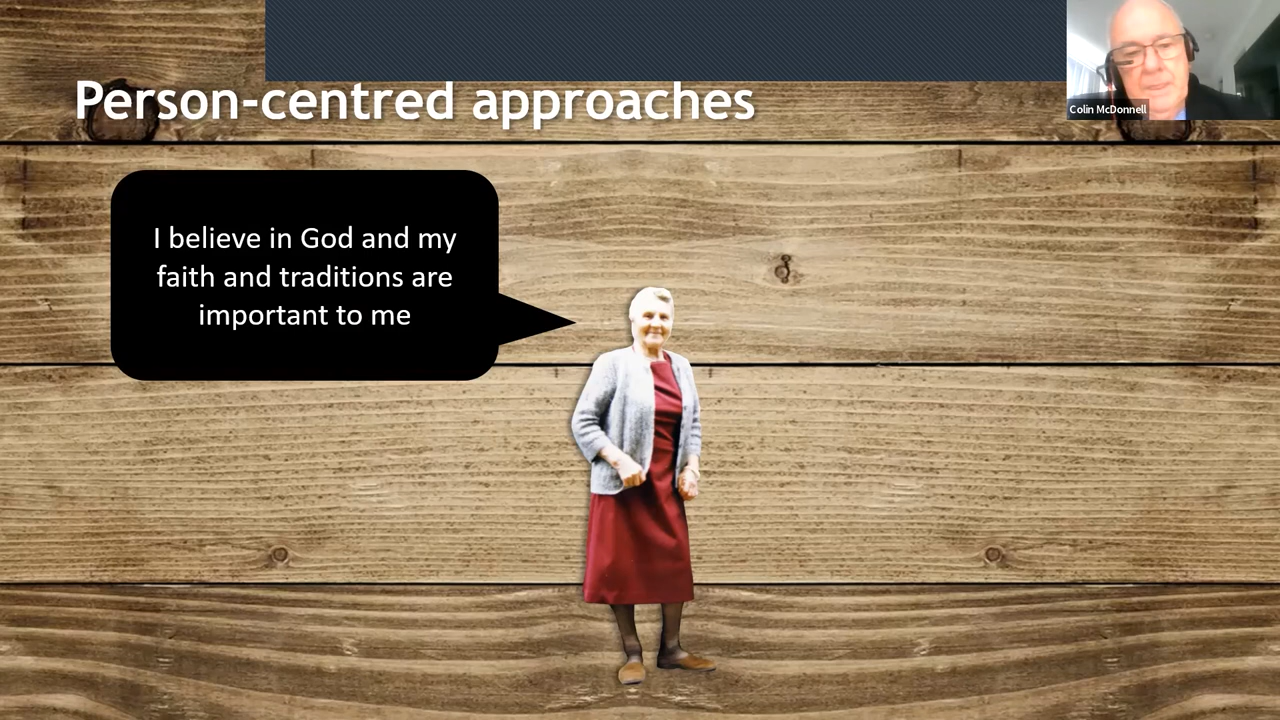 Person-centred approaches
Colin McDonnell
I believe in God and my
faith and traditions are
important to me